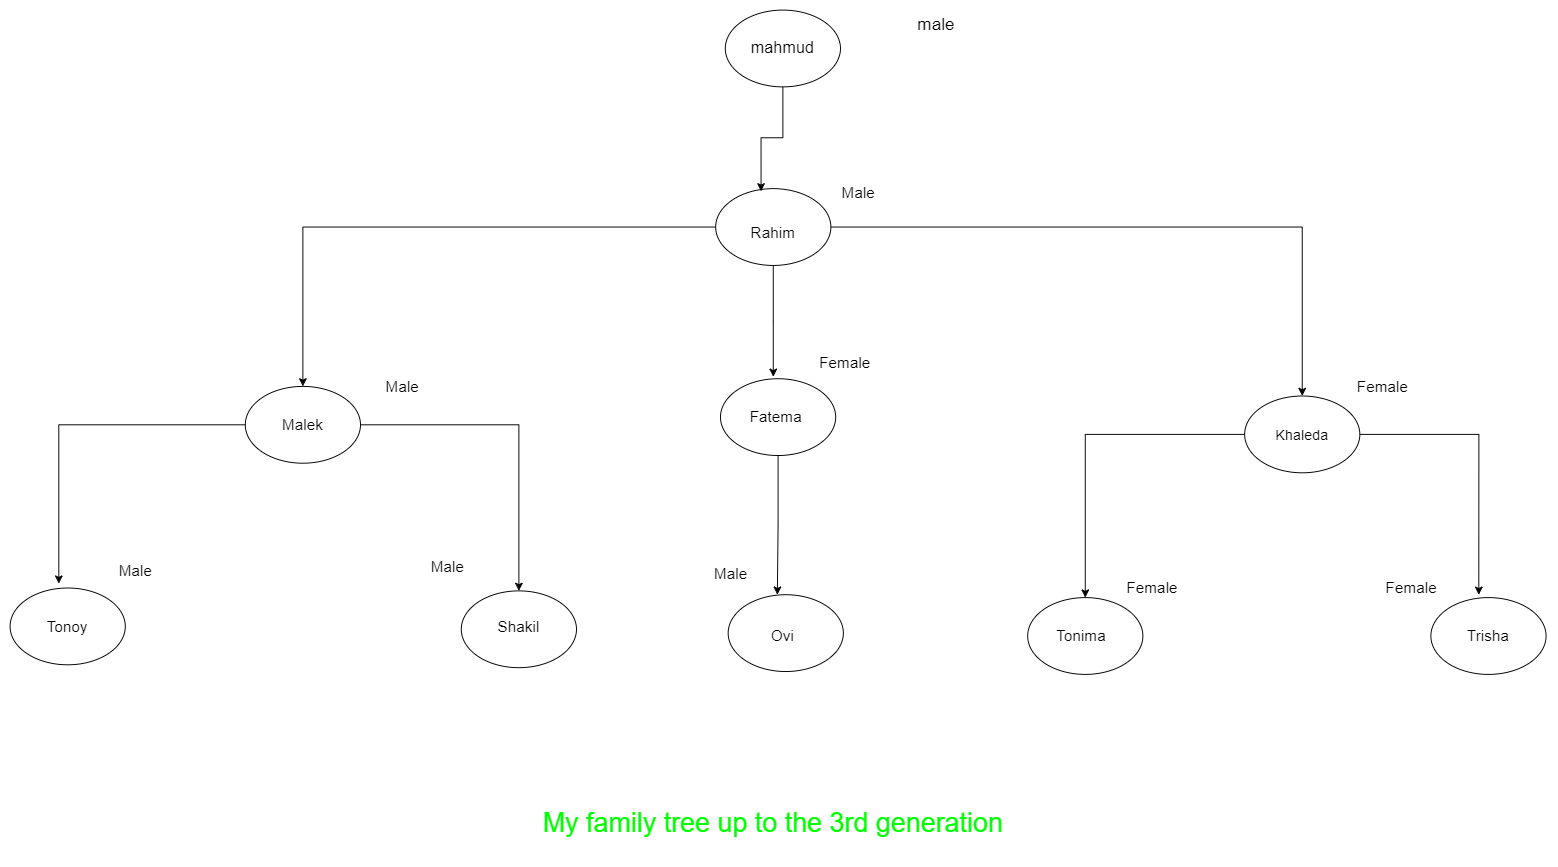 mahmud
male
Male
Rahim
Female
Fatema
Male
Malek
Female
Khaleda
Male
Tonoy
Male
Shakil
Male
Ovi
Female
Tonima
Female
Trisha
My family tree up to the 3rd generation